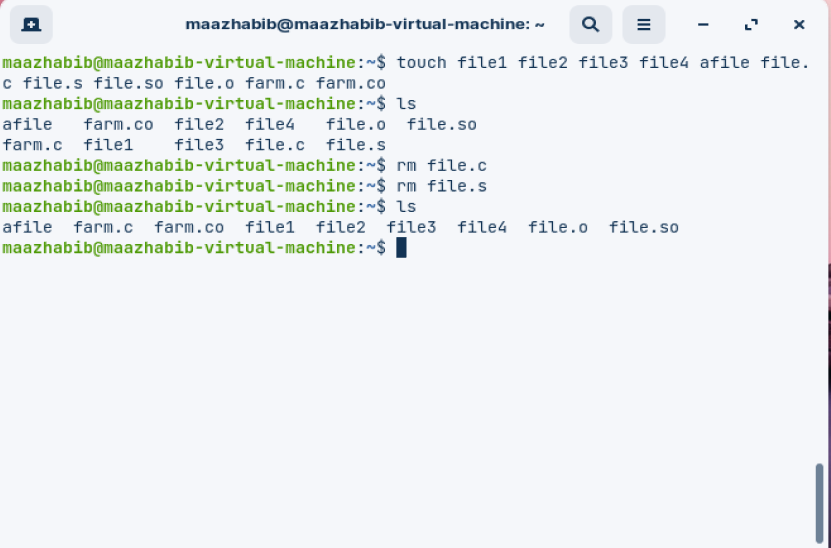 maazhabib@maazhabib-virtual-machine: ~
maazhabib@maazhabib-virtual-machine:~$ touch file1 file2 file3 file4 afile file.
c file.s file.so file.o farm.c farm.co
maazhabib@maazhabib-virtual-machine:~$ ls
afile   farm.co  file2  file4   file.o  file.so
farm.c  file1    file3  file.c  file.s
maazhabib@maazhabib-virtual-machine:~$ rm file.c
maazhabib@maazhabib-virtual-machine:~$ rm file.s
maazhabib@maazhabib-virtual-machine:~$ ls
afile  farm.c  farm.co  file1  file2  file3  file4  file.o  file.so
maazhabib@maazhabib-virtual-machine:~$